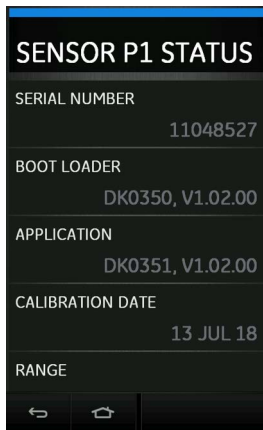 SENSOR P1 STATUS
SERIAL NUMBER
11048527
BOOT LOADER
DK0350, V1.02.00
APPLICATION
DK0351, V1.02.00
CALIBRATION DATE
13 JUL 18
RANGE